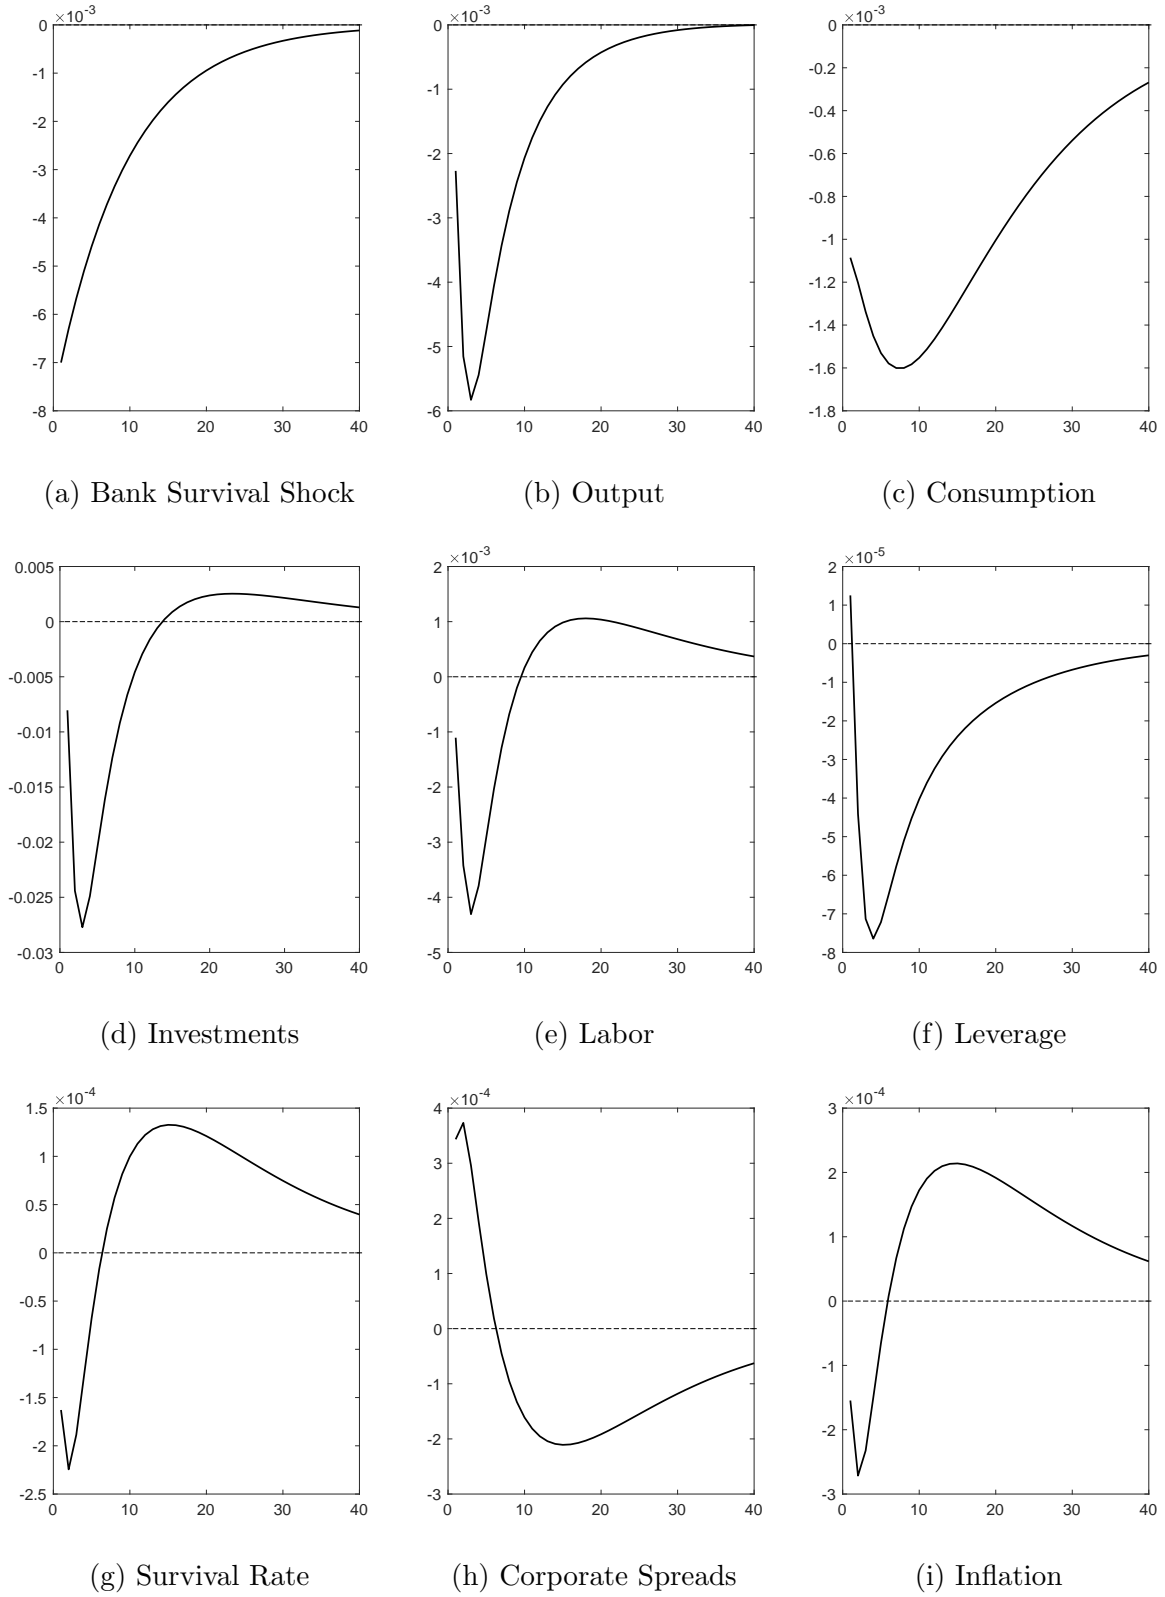 ×10-3 ×10-3 ×10-3
0 0 0
-1 -1 -0.2
-2 -2 -0.4
-3 -3 -0.6
-4 -4 -0.8
-5 -5 -1
-6 -6 -1.2
-7 -1.4
-8 -1.6
-1.8
0 10 20 30 40 0 10 20 30 40 0 10 20 30 40
(a) Bank Survival Shock (b) Output (c) Consumption
0.005 ×10-3 ×10-5
0 2 2
-0.005 1 1
-0.01 0 0
-0.015 -1 -1
-0.02 -2 -2
-0.025 -3 -3
-0.03 -4 -4
-5 -5
-6
-7
-8
0 10 20 30 40 0 10 20 30 40 0 10 20 30 40
(d) Investments (e) Labor (f) Leverage
×10-4 ×10-4 ×10-4
1.5 4 3
1 3 2
0.5 2 1
0 1 0
-0.5 0 -1
-1 -1 -2
-1.5 -2 -3
-2 -3
-2.5
0 10 20 30 40 0 10 20 30 40 0 10 20 30 40
(g) Survival Rate (h) Corporate Spreads (i) Inflation